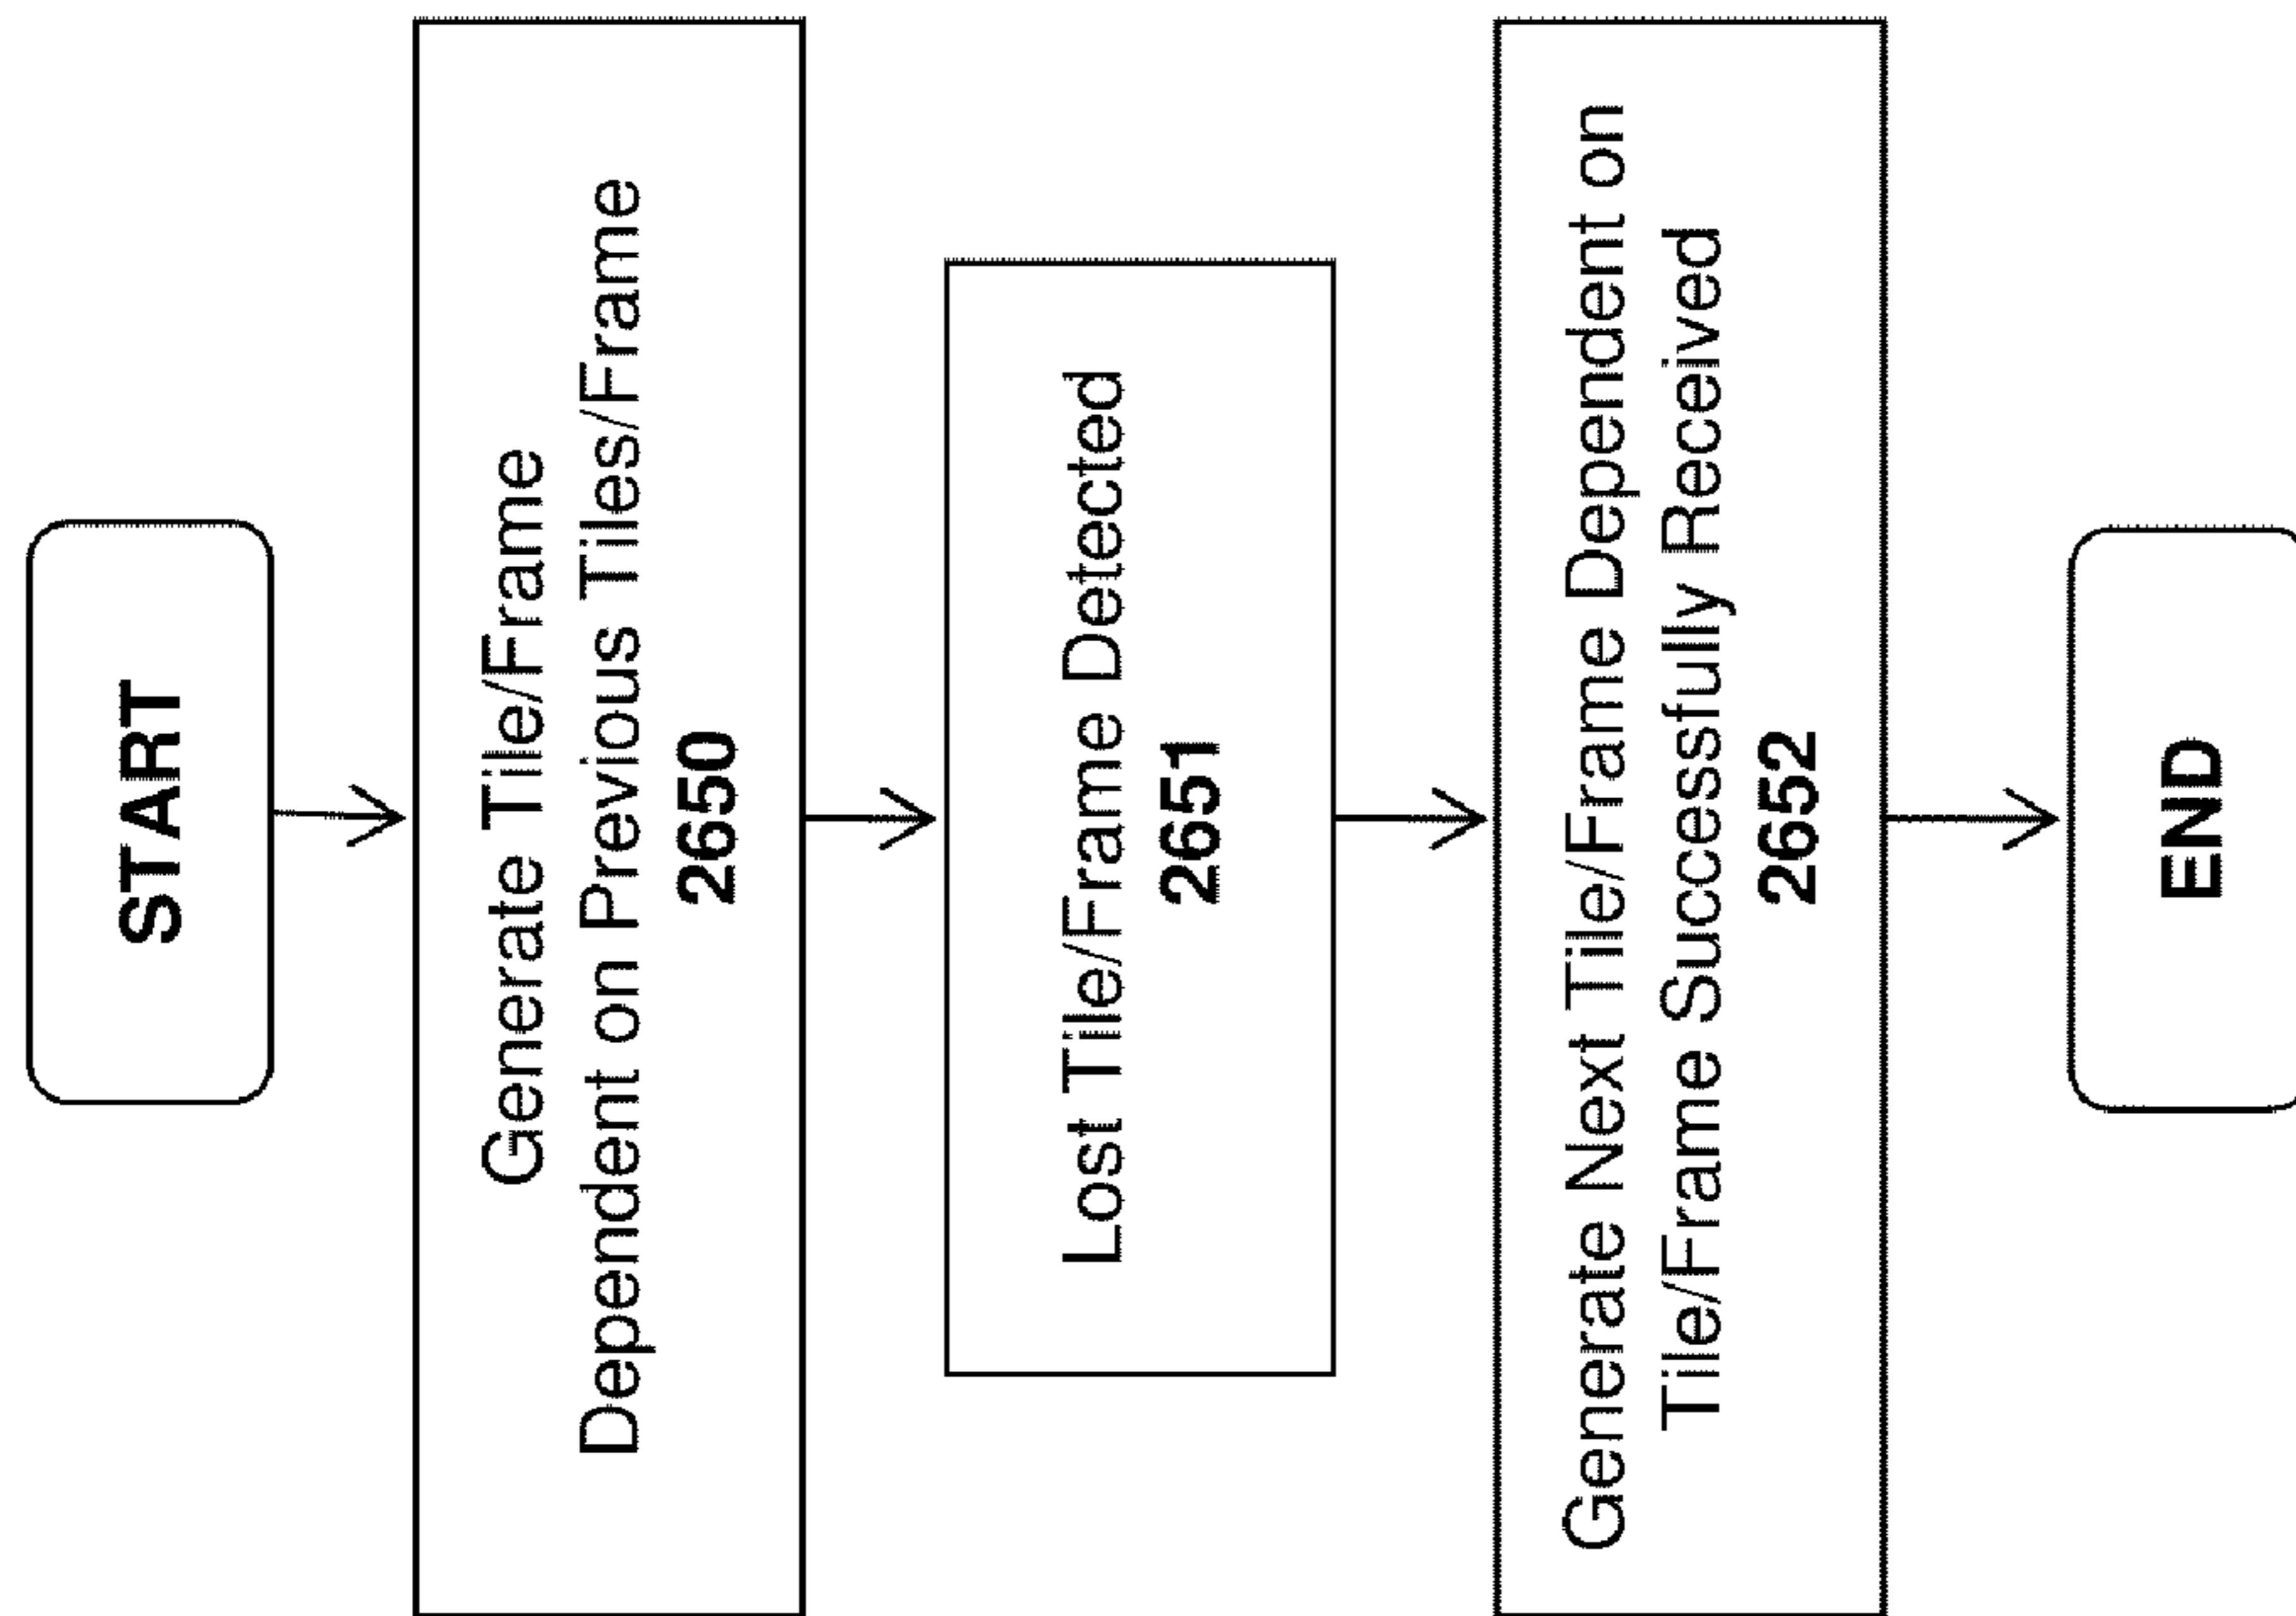 START
Generate Tile/Frame
Dependent on Previous Tiles/Frame
2650
Lost Tile/Frame Detected
2651
Generate Next Tile/Frame Dependent on
Tile/Frame Successfully Received
2652
END